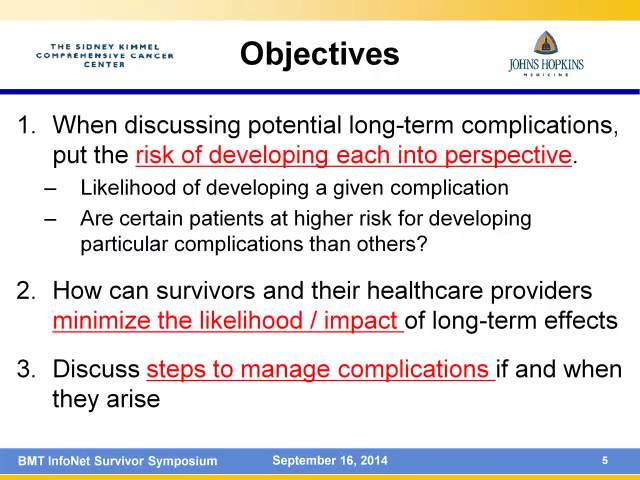 THE SIDNEY KIMMEL
COMPREHENSIVE CANCER
CENTER
Objectives
JOHNS HOPKINS
MEDICINE
1. When discussing potential long-term complications,
put the risk of developing each into perspective.
– Likelihood of developing a given complication
– Are certain patients at higher risk for developing
particular complications than others?
2. How can survivors and their healthcare providers
minimize the likelihood / impact of long-term effects
3. Discuss steps to manage complications if and when
they arise
BMT InfoNet Survivor Symposium September 16, 2014 5